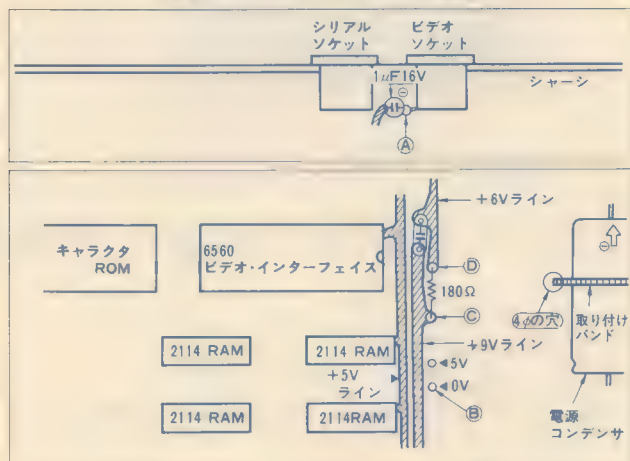 シリアル
ソケット
ビデオ
ソケット
1μF16V
⊖
シャーシ
Ⓐ
キャラクタ
ROM
6560
ビデオ・インターフェイス
+6Vライン
⊖
Ⓓ
180Ω
Ⓒ
4φの穴
取り付け
バンド
2114 RAM
2114 RAM
+5V
ライン
+9Vライン
5V
0V
Ⓑ
2114 RAM
2114RAM
電源
コンデンサ